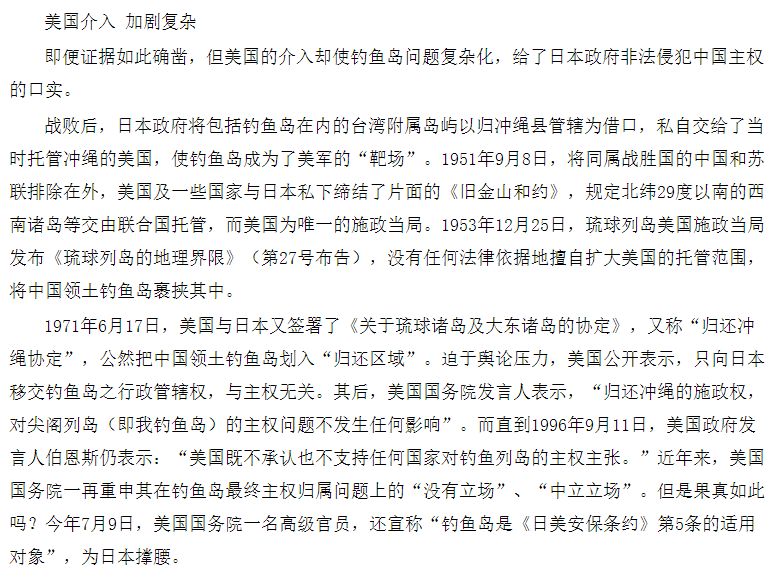 美国介入 加剧复杂
即便证据如此确凿，但美国的介入却使钓鱼岛问题复杂化，给了日本政府非法侵犯中国主权
的口实。
战败后，日本政府将包括钓鱼岛在内的台湾附属岛屿以归冲绳县管辖为借口，私自交给了当
时托管冲绳的美国，使钓鱼岛成为了美军的“靶场”。1951年9月8日，将同属战胜国的中国和苏
联排除在外，美国及一些国家与日本私下缔结了片面的《旧金山和约》，规定北纬29度以南的西
南诸岛等交由联合国托管，而美国为唯一的施政当局。1953年12月25日，琉球列岛美国施政当局
发布《琉球列岛的地理界限》（第27号布告），没有任何法律依据地擅自扩大美国的托管范围，
将中国领土钓鱼岛裹挟其中。
1971年6月17日，美国与日本又签署了《关于琉球诸岛及大东诸岛的协定》，又称“归还冲
绳协定”，公然把中国领土钓鱼岛划入“归还区域”。迫于舆论压力，美国公开表示，只向日本
移交钓鱼岛之行政管辖权，与主权无关。其后，美国国务院发言人表示，“归还冲绳的施政权，
对尖阁列岛（即我钓鱼岛）的主权问题不发生任何影响”。而直到1996年9月11日，美国政府发
言人伯恩斯仍表示：“美国既不承认也不支持任何国家对钓鱼列岛的主权主张。”近年来，美国
国务院一再重申其在钓鱼岛最终主权归属问题上的“没有立场”、“中立立场”。但是果真如此
吗？今年7月9日，美国国务院一名高级官员，还宣称“钓鱼岛是《日美安保条约》第5条的适用
对象”，为日本撑腰。